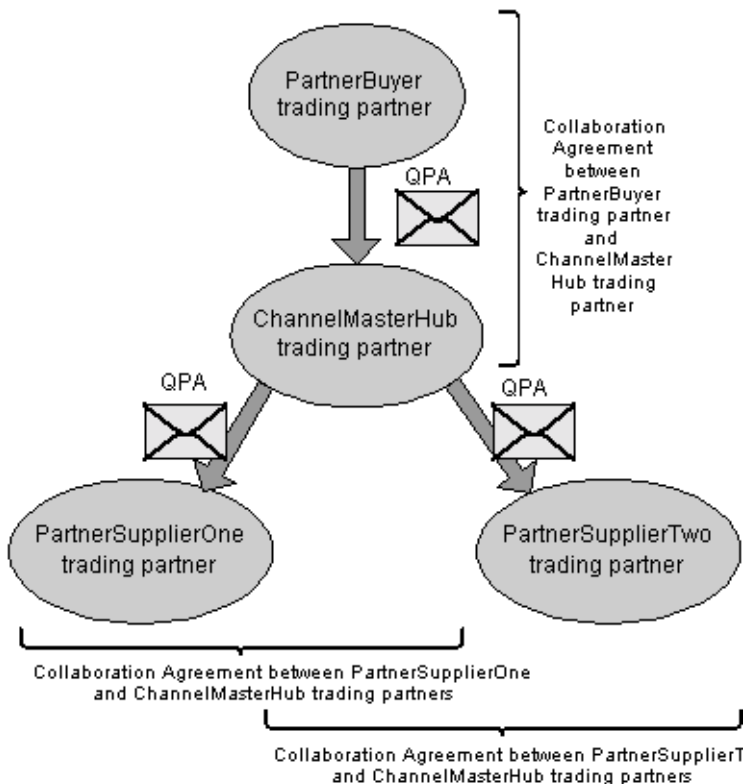 PartnerBuyer
trading partner
Collaboration
Agreement
between
PartnerBuyer
trading partner
and
ChannelMaster
Hub trading
partner
QPA
ChannelMasterHub
trading partner
QPA
QPA
PartnerSupplierOne
trading partner
PartnerSupplierTwo
trading partner
Collaboration Agreement between PartnerSupplierOne
and ChannelMasterHub trading partners
Collaboration Agreement between PartnerSupplierT
and ChannelMasterHub trading partners